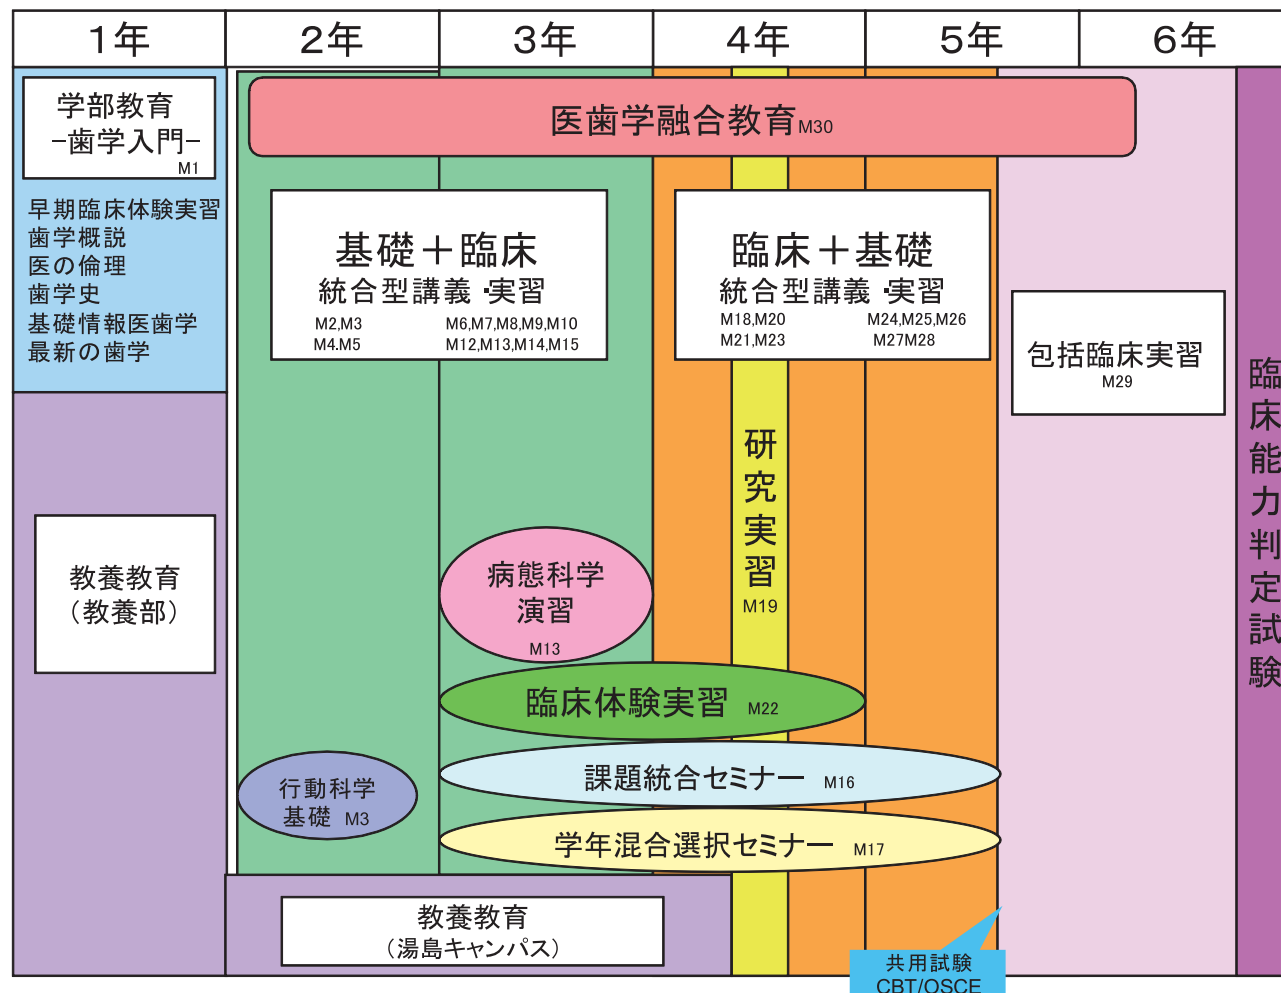 1年
2年
3年
4年
5年
6年
学部教育
-歯学入門-
M1
早期臨床体験実習
歯学概説
医の倫理
歯学史
基礎情報医歯学
最新の歯学
教養教育
(教養部)
医歯学融合教育M30
基礎＋臨床
統合型講義・実習
M2,M3
M4.M5
M6,M7,M8,M9,M10
M12,M13,M14,M15
臨床＋基礎
統合型講義・実習
M18,M20
M21,M23
M24,M25,M26
M27M28
包括臨床実習
M29
研究実習
M19
病態科学
演習
M13
臨床体験実習 M22
課題統合セミナー M16
行動科学
基礎 M3
学年混合選択セミナー M17
教養教育
(湯島キャンパス)
共用試験
CBT/OSCE
臨床能力判定試験